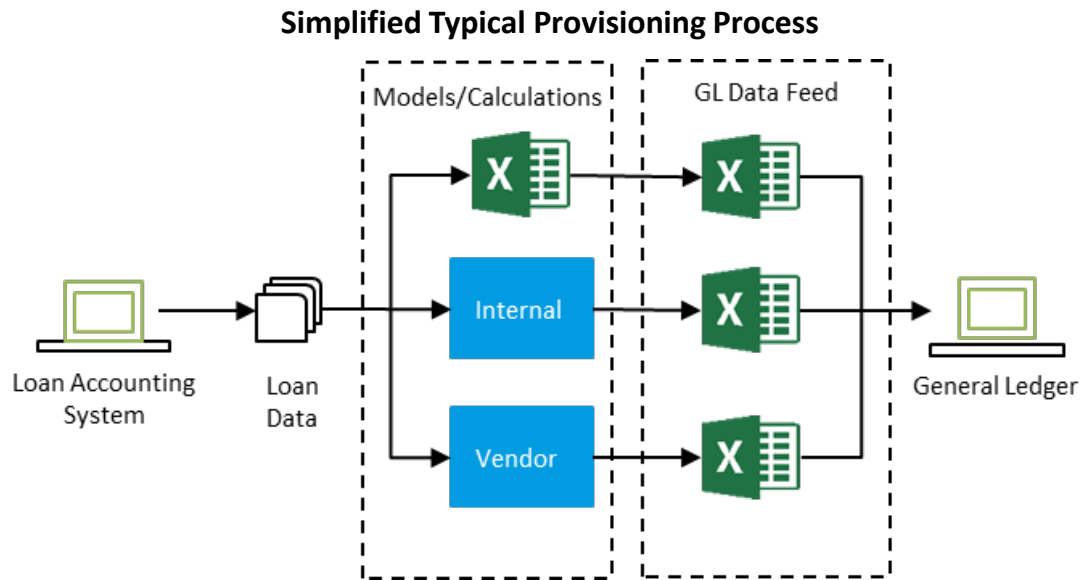 Simplified Typical Provisioning Process
Models/Calculations
GL Data Feed
X
X
Internal
X
Vendor
X
Loan Accounting
System
Loan
Data
General Ledger